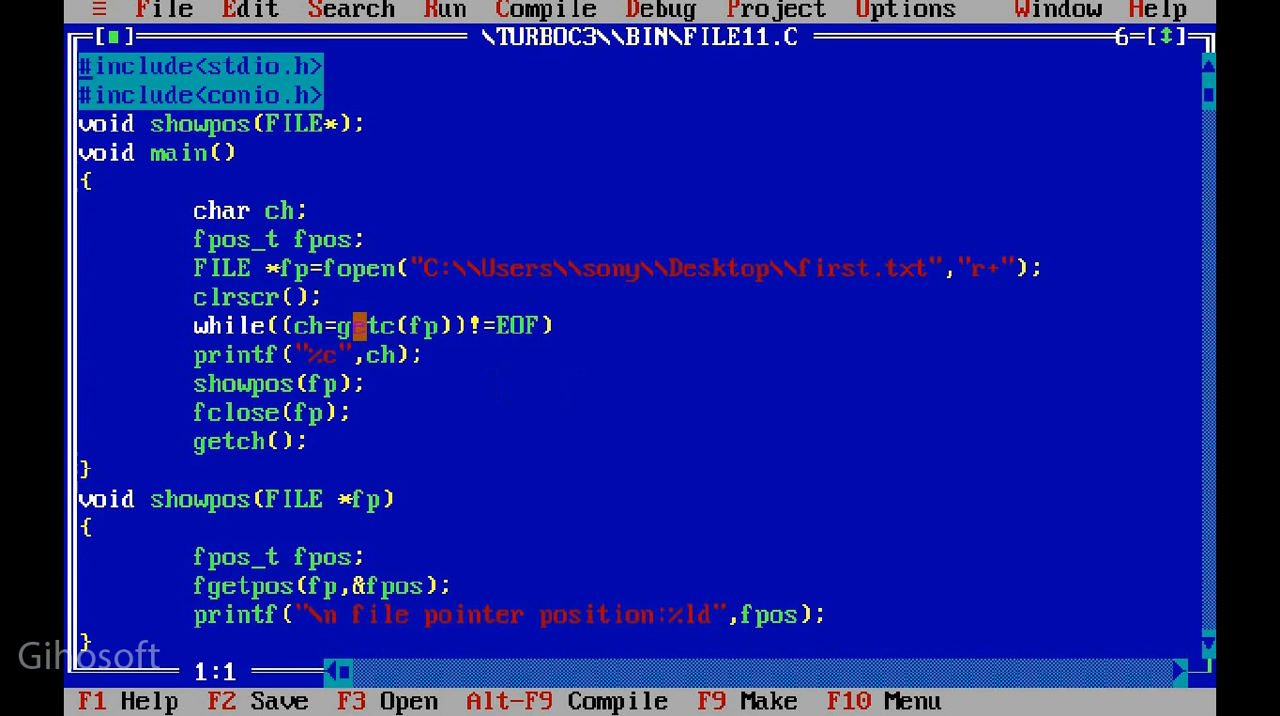 ≡ File Edit Search Run Compile Debug Project Options Window Help
[■] \TURBOC3\\BIN\FILE11.C 6=[↕]
#include<stdio.h>
#include<conio.h>
void showpos(FILE*);
void main()
{
char ch;
fpos_t fpos;
FILE *fp=fopen("C:\\Users\\sony\\Desktop\\first.txt","r+");
clrscr();
while((ch=getc(fp))!=EOF)
printf("%c",ch);
showpos(fp);
fclose(fp);
getch();
}
void showpos(FILE *fp)
{
fpos_t fpos;
fgetpos(fp,&fpos);
printf("\n file pointer position:%ld",fpos);
}
Gihosoft
1:1
F1 Help F2 Save F3 Open Alt-F9 Compile F9 Make F10 Menu